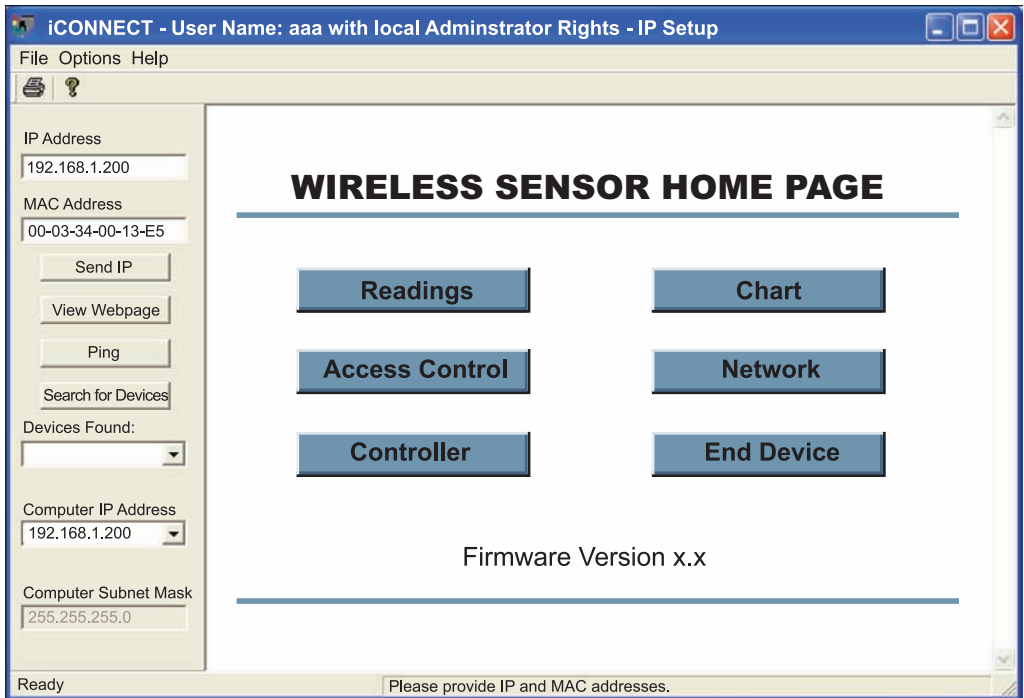 iCONNECT - User Name: aaa with local Adminstrator Rights - IP Setup
File Options Help
IP Address
192.168.1.200
MAC Address
00-03-34-00-13-E5
Send IP
View Webpage
Ping
Search for Devices
Devices Found:
Computer IP Address
192.168.1.200
Computer Subnet Mask
255.255.255.0
WIRELESS SENSOR HOME PAGE
Readings
Chart
Access Control
Network
Controller
End Device
Firmware Version x.x
Ready
Please provide IP and MAC addresses.